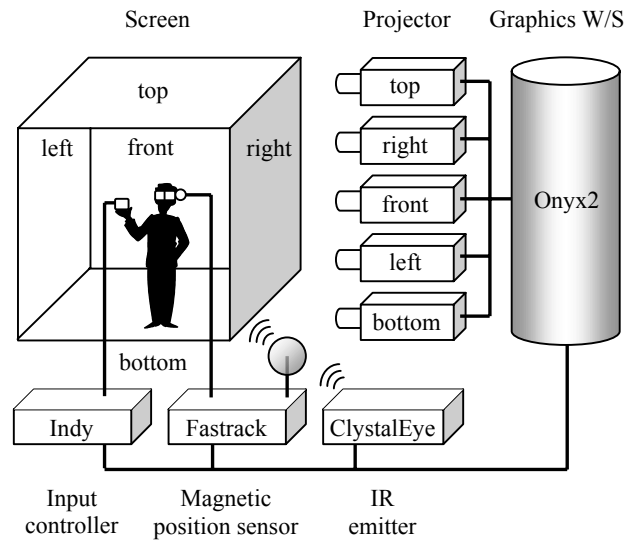 Screen
Projector
Graphics W/S
top
left
front
right
bottom
top
right
front
left
bottom
Onyx2
Indy
Fastrack
ClystalEye
Input
controller
Magnetic
position sensor
IR
emitter